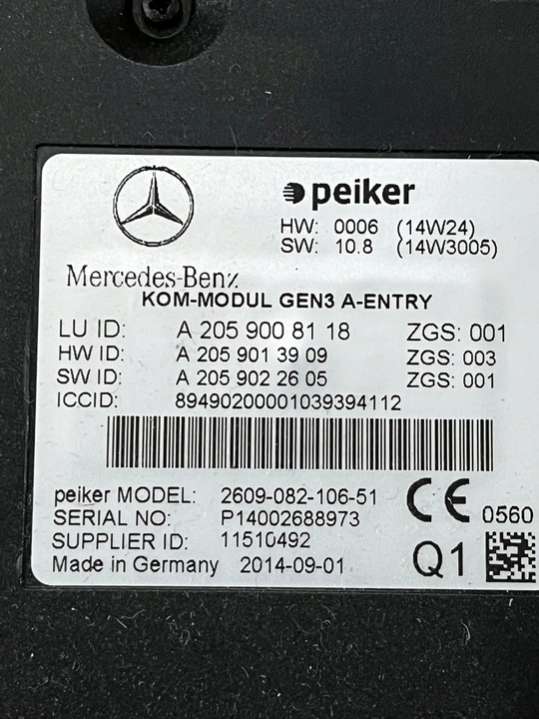 peiker
HW: 0006 (14W24)
SW: 10.8 (14W3005)
Mercedes-Benz
KOM-MODUL GEN3 A-ENTRY
LU ID: A 205 900 81 18 ZGS: 001
HW ID: A 205 901 39 09 ZGS: 003
SW ID: A 205 902 26 05 ZGS: 001
ICCID: 89490200001039394112
peiker MODEL: 2609-082-106-51
SERIAL NO: P14002688973
SUPPLIER ID: 11510492
Made in Germany 2014-09-01
CE 0560
Q1